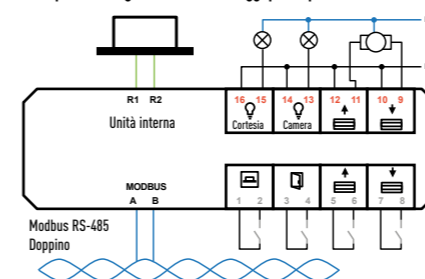 R1 R2
Unità interna
16 15 14 13 12 11 10 9
Cortesia Camera
MODBUS
A B
1 2 3 4 5 6 7 8
Modbus RS-485
Doppino